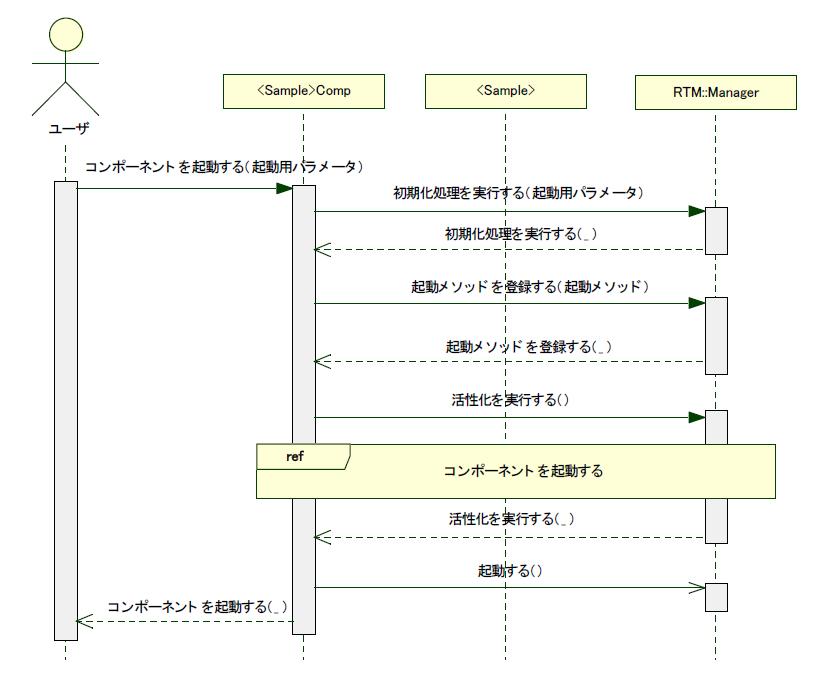 ユーザ
<Sample>Comp
<Sample>
RTM::Manager
コンポーネントを起動する(起動用パラメータ)
初期化処理を実行する(起動用パラメータ)
初期化処理を実行する(_)
起動メソッドを登録する(起動メソッド)
起動メソッドを登録する(_)
活性化を実行する()
ref
コンポーネントを起動する
活性化を実行する(_)
起動する()
コンポーネントを起動する(_)